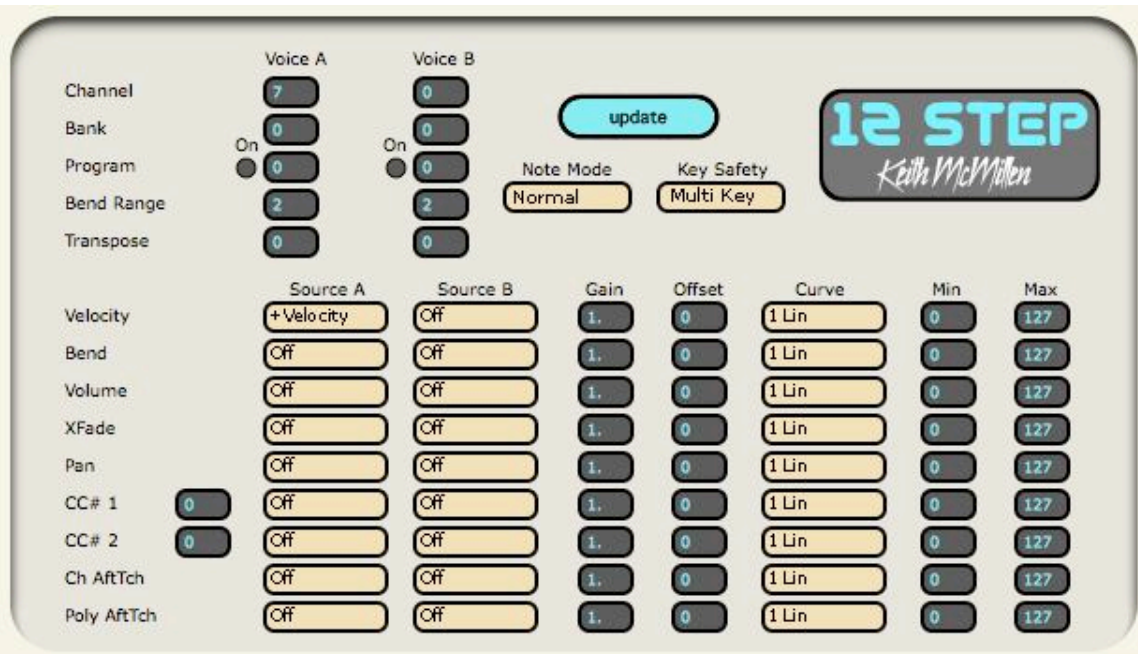 Voice A Voice B
Channel 7 0
Bank 0 0
On On
Program 0 0
Bend Range 2 2
Transpose 0 0
update
Note Mode Key Safety
Normal Multi Key
12 STEP
Keith McMillen
Source A Source B Gain Offset Curve Min Max
Velocity +Velocity Off 1. 0 1 Lin 0 127
Bend Off Off 1. 0 1 Lin 0 127
Volume Off Off 1. 0 1 Lin 0 127
XFade Off Off 1. 0 1 Lin 0 127
Pan Off Off 1. 0 1 Lin 0 127
CC# 1 0 Off Off 1. 0 1 Lin 0 127
CC# 2 0 Off Off 1. 0 1 Lin 0 127
Ch AftTch Off Off 1. 0 1 Lin 0 127
Poly AftTch Off Off 1. 0 1 Lin 0 127